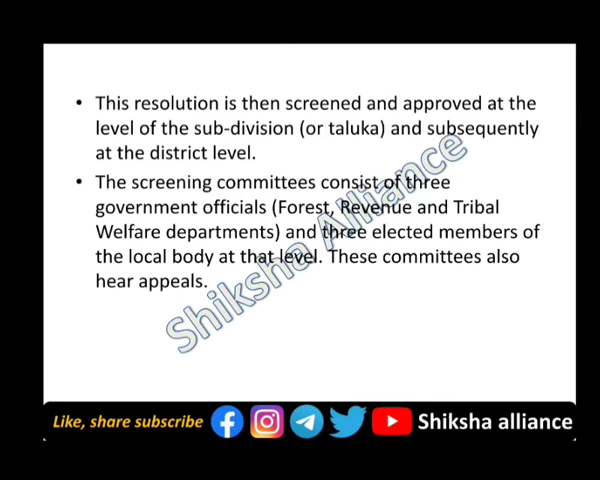 • This resolution is then screened and approved at the
level of the sub-division (or taluka) and subsequently
at the district level.
• The screening committees consist of three
government officials (Forest, Revenue and Tribal
Welfare departments) and three elected members of
the local body at that level. These committees also
hear appeals.
Shiksha Alliance
Like, share subscribe
Shiksha alliance